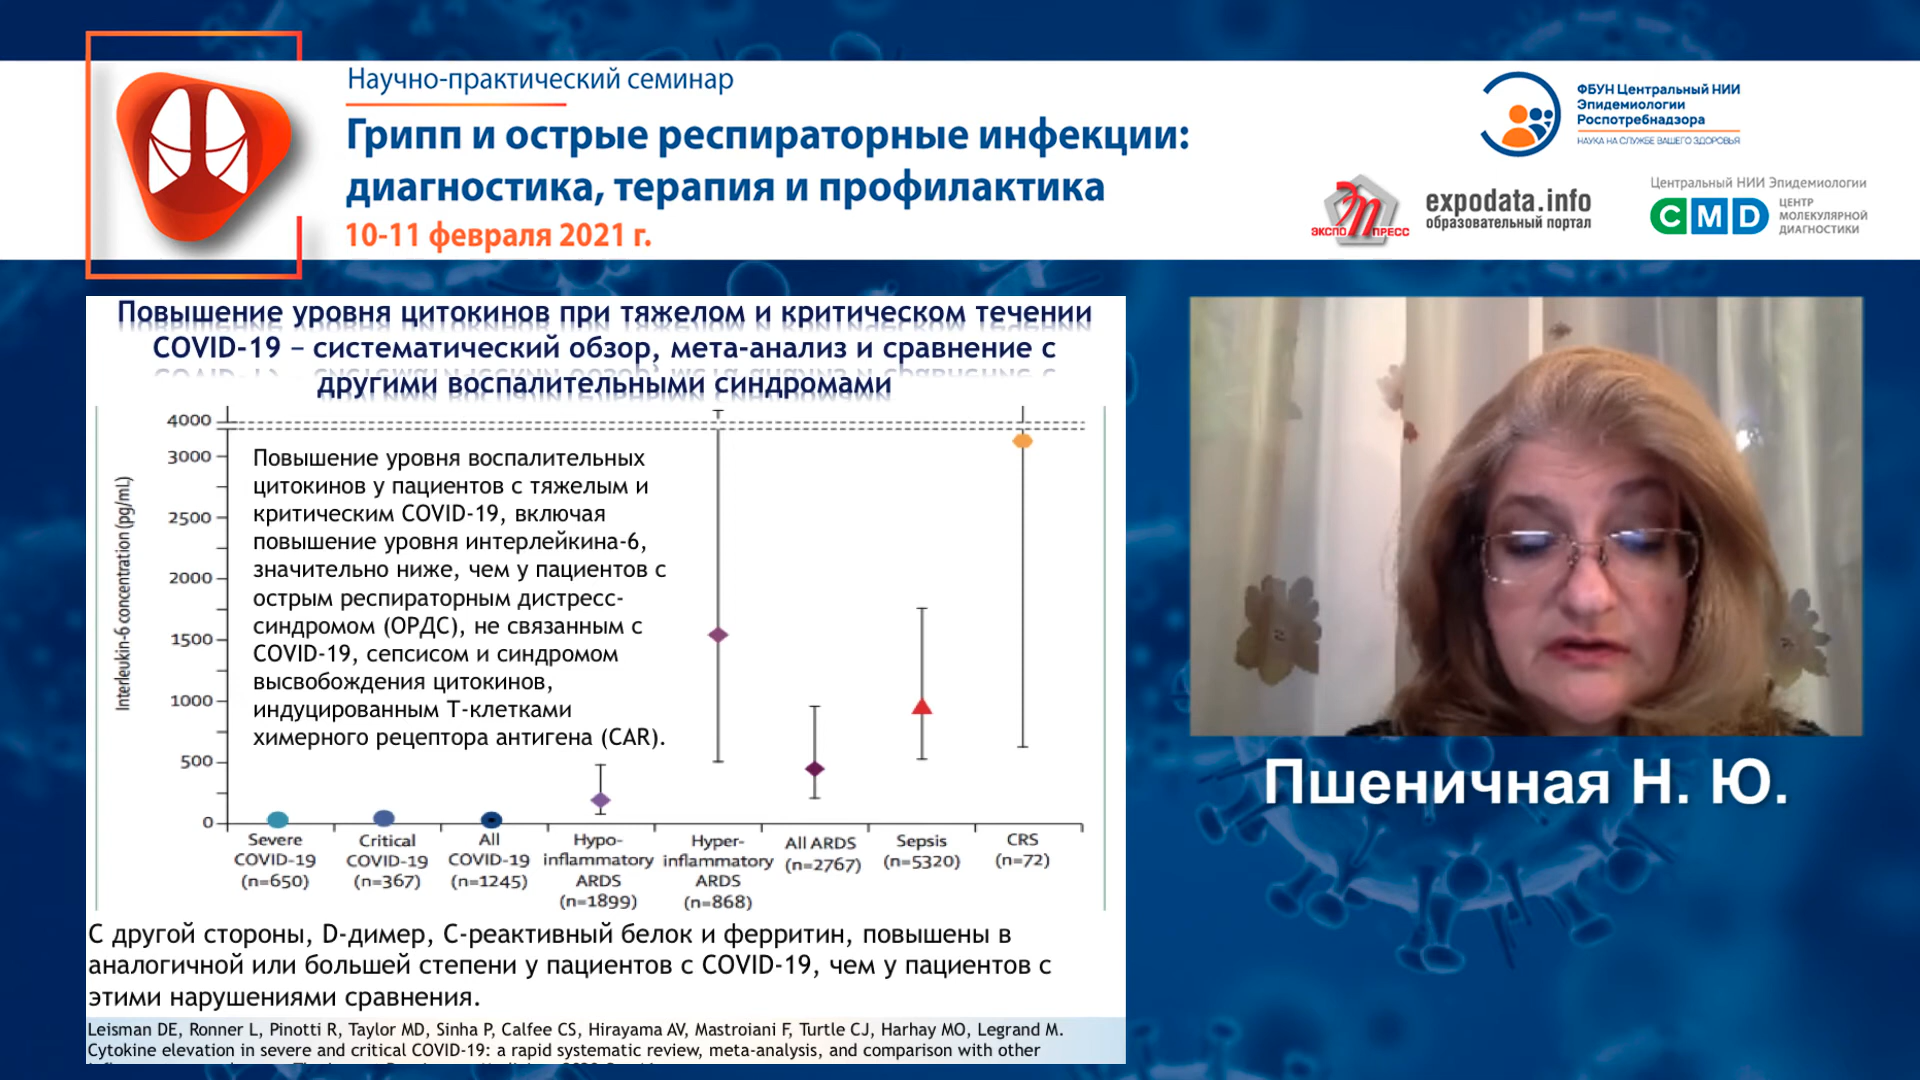 Научно-практический семинар
Грипп и острые респираторные инфекции:
диагностика, терапия и профилактика
10-11 февраля 2021 г.
ФБУН Центральный НИИ
Эпидемиологии
Роспотребнадзора
НАУКА НА СЛУЖБЕ ВАШЕГО ЗДОРОВЬЯ
ЭКСПО ПРЕСС
expodata.info
образовательный портал
Центральный НИИ Эпидемиологии
CMD
ЦЕНТР
МОЛЕКУЛЯРНОЙ
ДИАГНОСТИКИ
Повышение уровня цитокинов при тяжелом и критическом течении
COVID-19 – систематический обзор, мета-анализ и сравнение с
другими воспалительными синдромами
Interleukin-6 concentration (pg/mL)
4000
3000
2500
2000
1500
1000
500
0
Повышение уровня воспалительных
цитокинов у пациентов с тяжелым и
критическим COVID-19, включая
повышение уровня интерлейкина-6,
значительно ниже, чем у пациентов с
острым респираторным дистресс-
синдромом (ОРДС), не связанным с
COVID-19, сепсисом и синдромом
высвобождения цитокинов,
индуцированным Т-клетками
химерного рецептора антигена (CAR).
Severe
COVID-19
(n=650)
Critical
COVID-19
(n=367)
All
COVID-19
(n=1245)
Hypo-
inflammatory
ARDS
(n=1899)
Hyper-
inflammatory
ARDS
(n=868)
All ARDS
(n=2767)
Sepsis
(n=5320)
CRS
(n=72)
С другой стороны, D-димер, С-реактивный белок и ферритин, повышены в
аналогичной или большей степени у пациентов с COVID-19, чем у пациентов с
этими нарушениями сравнения.
Leisman DE, Ronner L, Pinotti R, Taylor MD, Sinha P, Calfee CS, Hirayama AV, Mastroiani F, Turtle CJ, Harhay MO, Legrand M.
Cytokine elevation in severe and critical COVID-19: a rapid systematic review, meta-analysis, and comparison with other
Пшеничная Н. Ю.